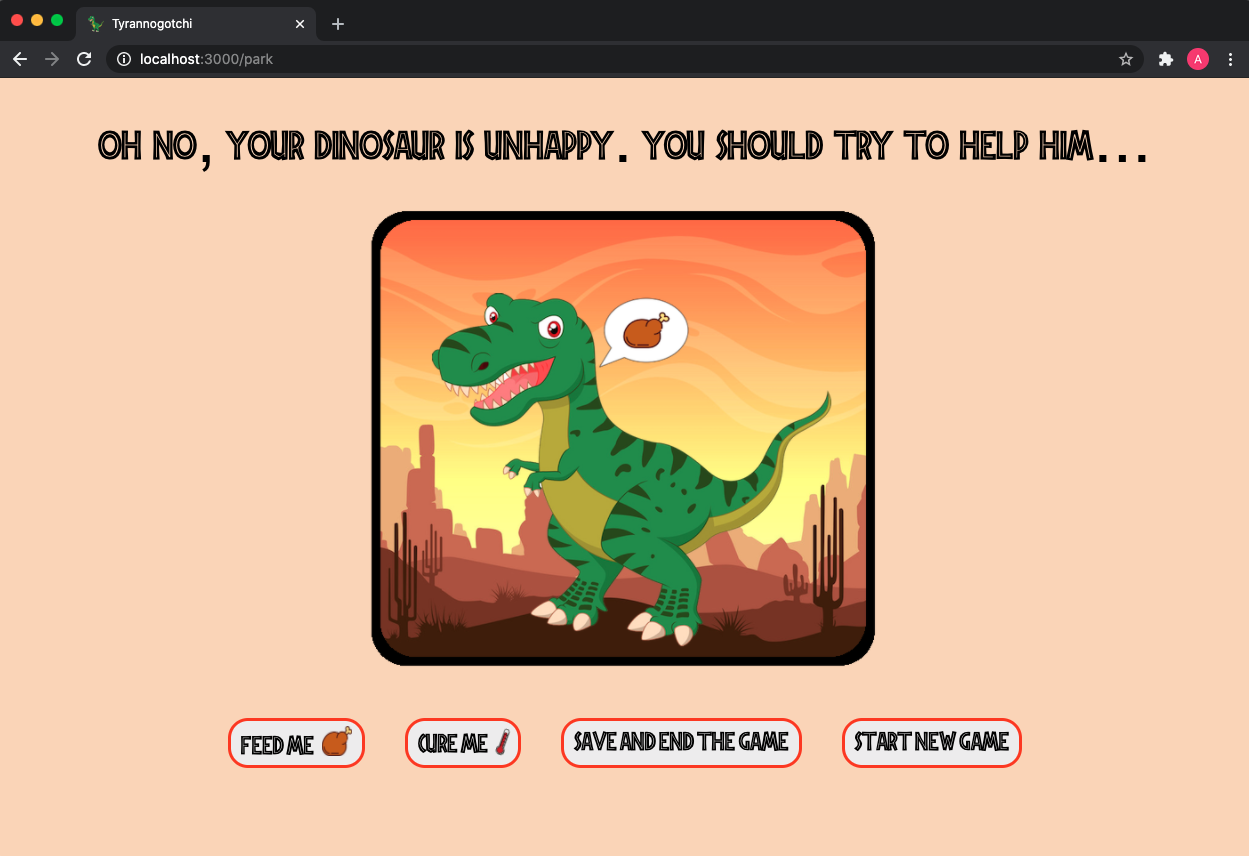 Tyrannogotchi
localhost:3000/park
A
OH NO, YOUR DINOSAUR IS UNHAPPY. YOU SHOULD TRY TO HELP HIM...
FEED ME
CURE ME
SAVE AND END THE GAME
START NEW GAME